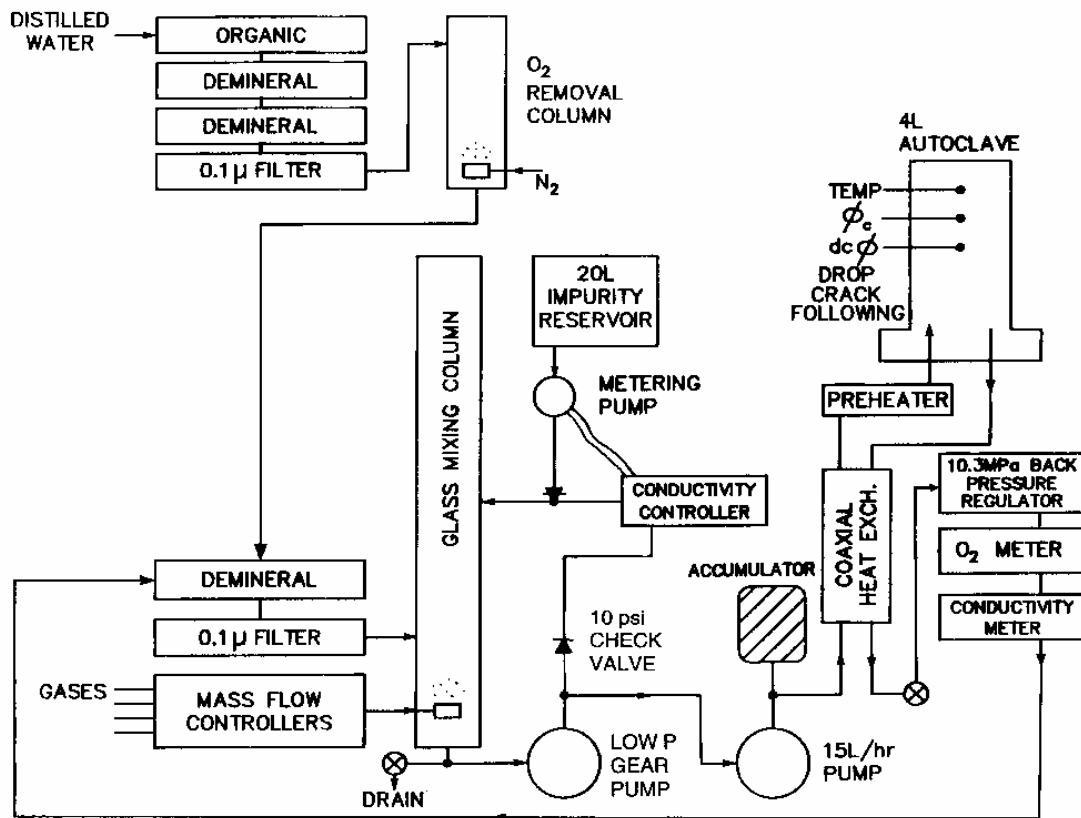 DISTILLED
WATER
ORGANIC
DEMINERAL
DEMINERAL
0.1 μ FILTER
O₂
REMOVAL
COLUMN
N₂
4L
AUTOCLAVE
TEMP
ϕc
dc ϕ
DROP
CRACK
FOLLOWING
20L
IMPURITY
RESERVOIR
METERING
PUMP
GLASS MIXING COLUMN
CONDUCTIVITY
CONTROLLER
PREHEATER
COAXIAL
HEAT EXCH.
10.3MPa BACK
PRESSURE
REGULATOR
O₂ METER
CONDUCTIVITY
METER
DEMINERAL
0.1 μ FILTER
GASES
MASS FLOW
CONTROLLERS
10 psi
CHECK
VALVE
ACCUMULATOR
DRAIN
LOW P
GEAR
PUMP
15L/hr
PUMP